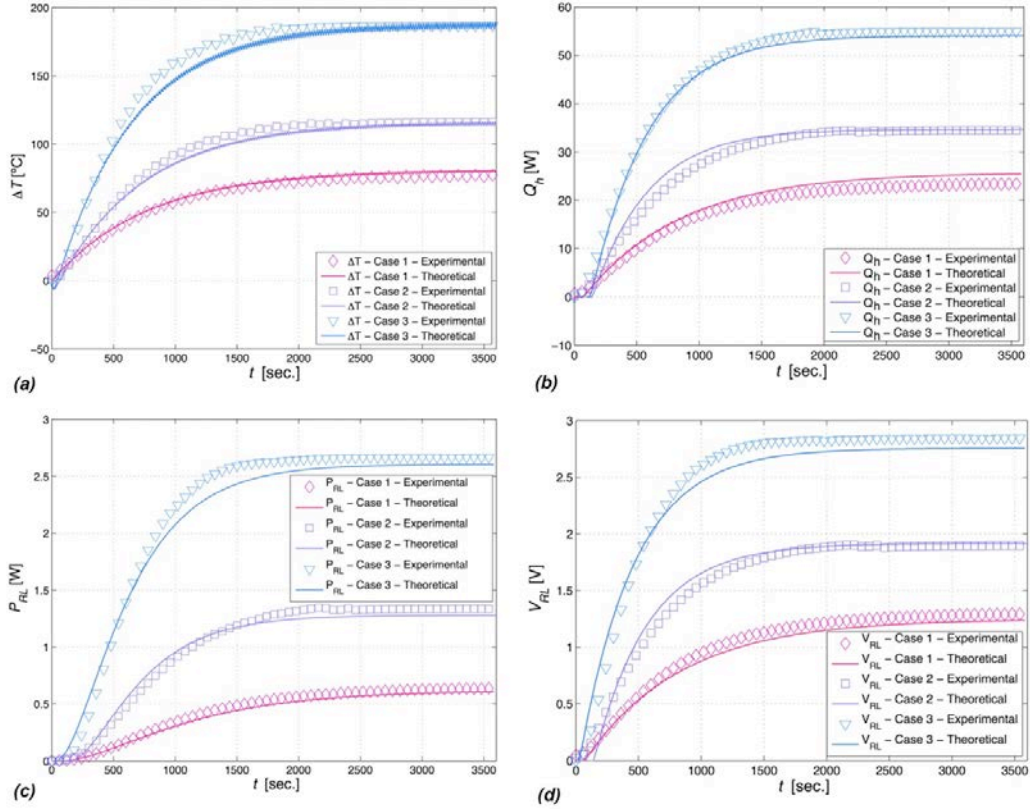 200
150
100
50
0
−50
ΔT [ºC]
ΔT − Case 1 − Experimental
ΔT − Case 1 − Theoretical
ΔT − Case 2 − Experimental
ΔT − Case 2 − Theoretical
ΔT − Case 3 − Experimental
ΔT − Case 3 − Theoretical
0 500 1000 1500 2000 2500 3000 3500
t [sec.]
(a)
60
50
40
30
20
10
0
−10
Qh [W]
Qh − Case 1 − Experimental
Qh − Case 1 − Theoretical
Qh − Case 2 − Experimental
Qh − Case 2 − Theoretical
Qh − Case 3 − Experimental
Qh − Case 3 − Theoretical
0 500 1000 1500 2000 2500 3000 3500
t [sec.]
(b)
3
2.5
2
1.5
1
0.5
0
PRL [W]
PRL − Case 1 − Experimental
PRL − Case 1 − Theoretical
PRL − Case 2 − Experimental
PRL − Case 2 − Theoretical
PRL − Case 3 − Experimental
PRL − Case 3 − Theoretical
0 500 1000 1500 2000 2500 3000 3500
t [sec.]
(c)
3
2.5
2
1.5
1
0.5
0
VRL [V]
VRL − Case 1 − Experimental
VRL − Case 1 − Theoretical
VRL − Case 2 − Experimental
VRL − Case 2 − Theoretical
VRL − Case 3 − Experimental
VRL − Case 3 − Theoretical
0 500 1000 1500 2000 2500 3000 3500
t [sec.]
(d)